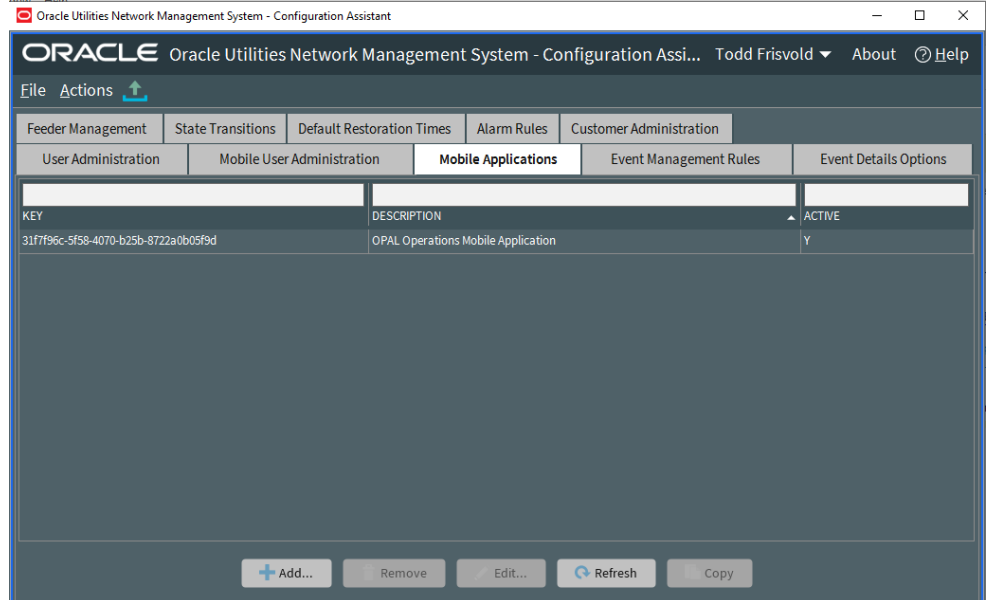 Oracle Utilities Network Management System - Configuration Assistant
ORACLE Oracle Utilities Network Management System - Configuration Assi... Todd Frisvold About Help
File Actions
Feeder Management State Transitions Default Restoration Times Alarm Rules Customer Administration
User Administration Mobile User Administration Mobile Applications Event Management Rules Event Details Options
KEY DESCRIPTION ACTIVE
31f7f96c-5f58-4070-b25b-8722a0b05f9d OPAL Operations Mobile Application Y
Add... Remove Edit... Refresh Copy